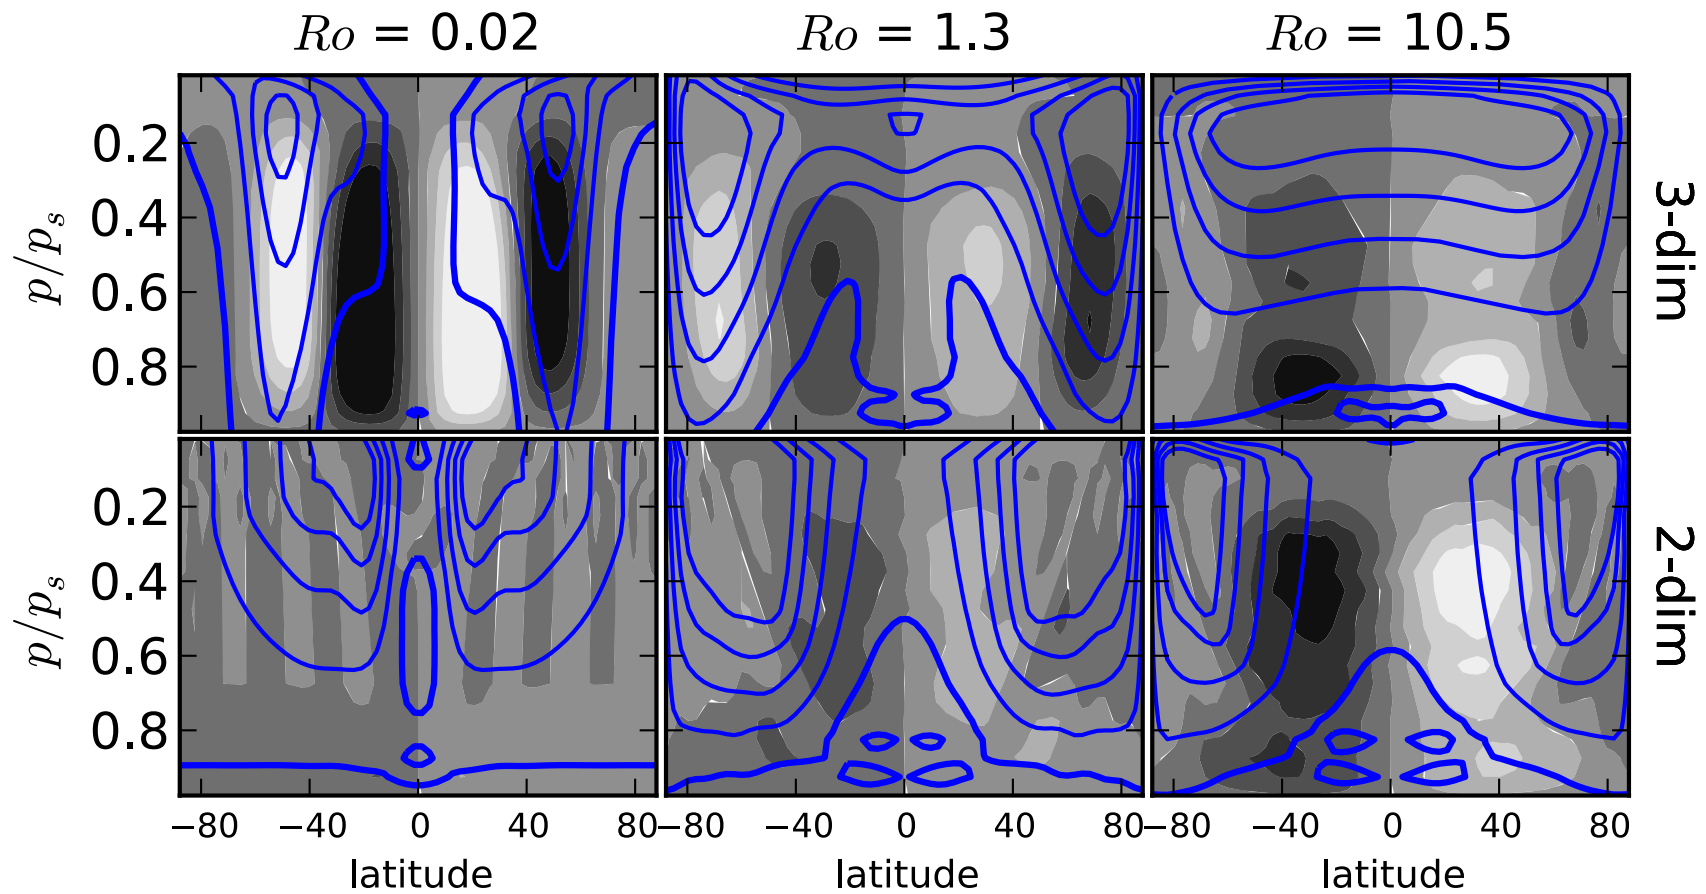 Ro = 0.02 Ro = 1.3 Ro = 10.5
p/p_s 0.2 0.4 0.6 0.8 3-dim
p/p_s 0.2 0.4 0.6 0.8 2-dim
−80 −40 0 40 80 −80 −40 0 40 80 −80 −40 0 40 80
latitude latitude latitude